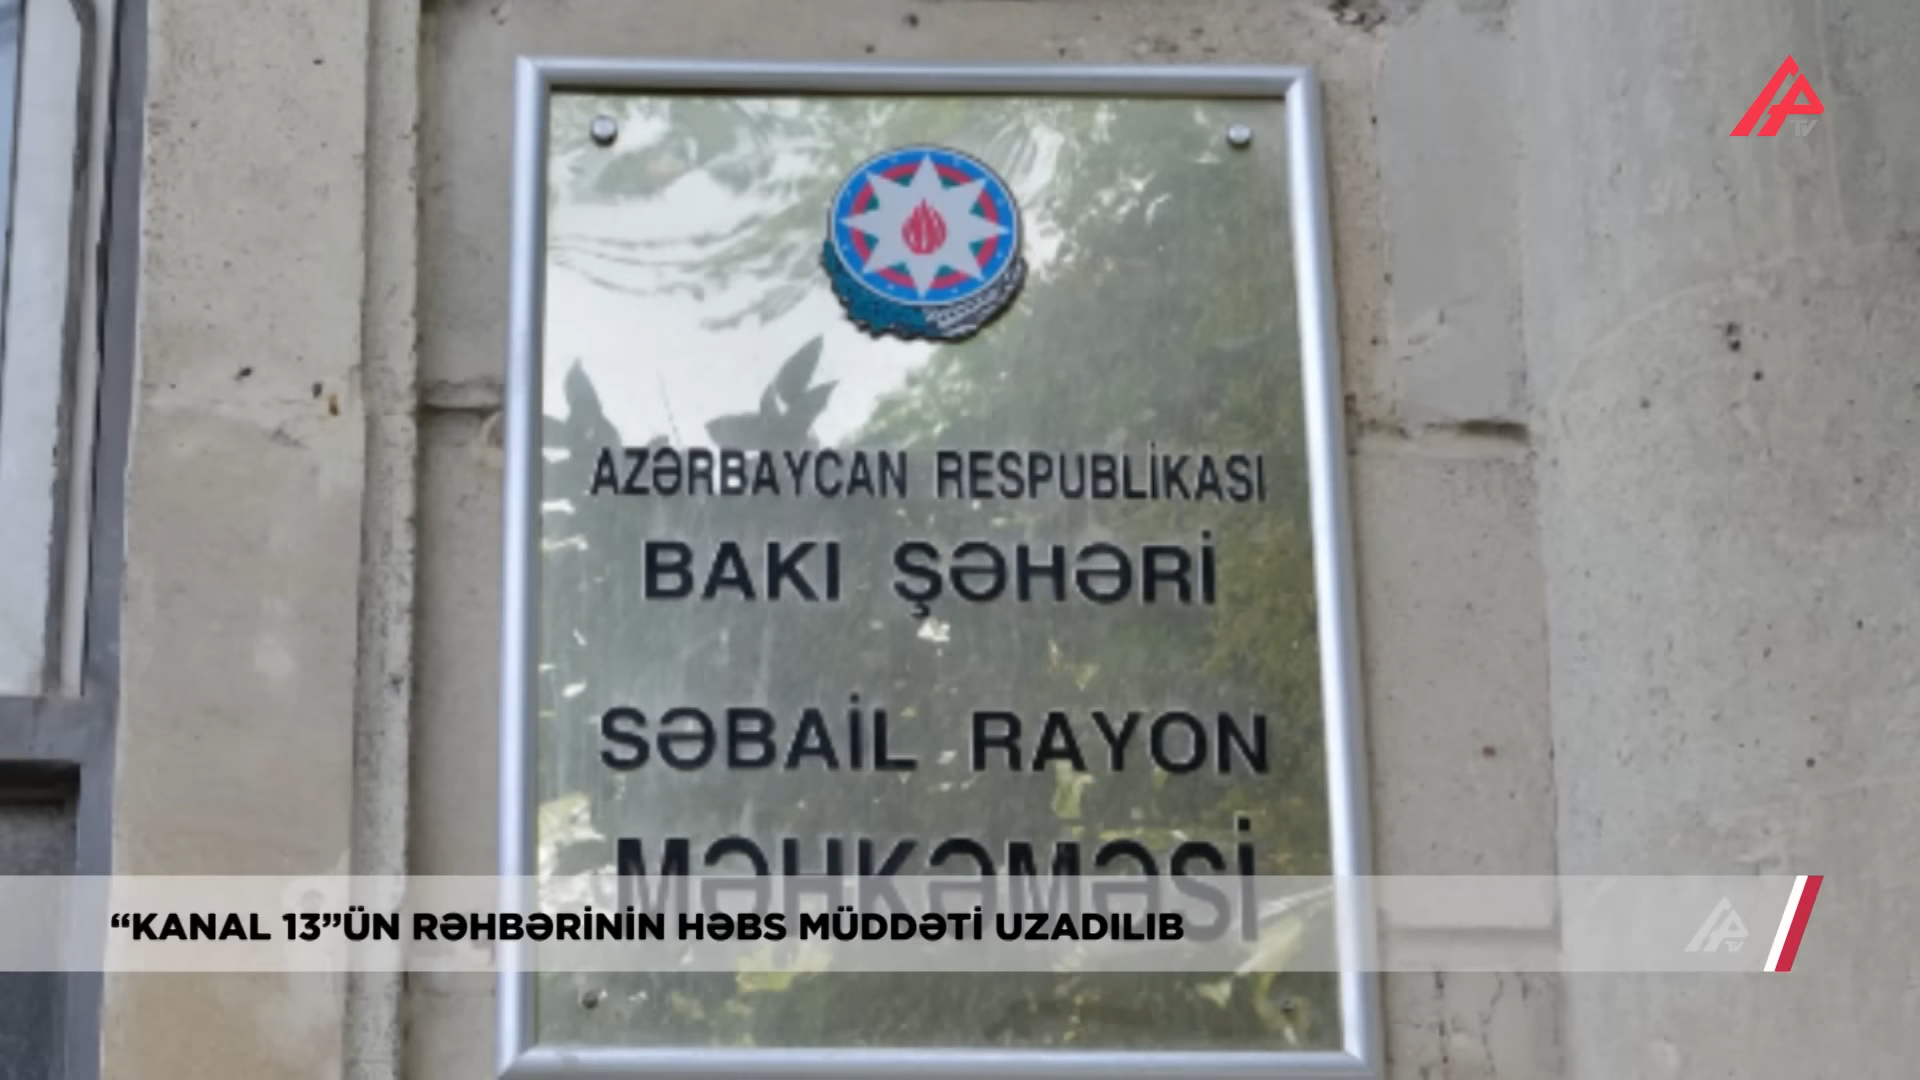 AZƏRBAYCAN RESPUBLİKASI
BAKI ŞƏHƏRİ
SƏBAİL RAYON
MƏHKƏMƏSİ
“KANAL 13”ÜN RƏHBƏRİNİN HƏBS MÜDDƏTİ UZADILIB